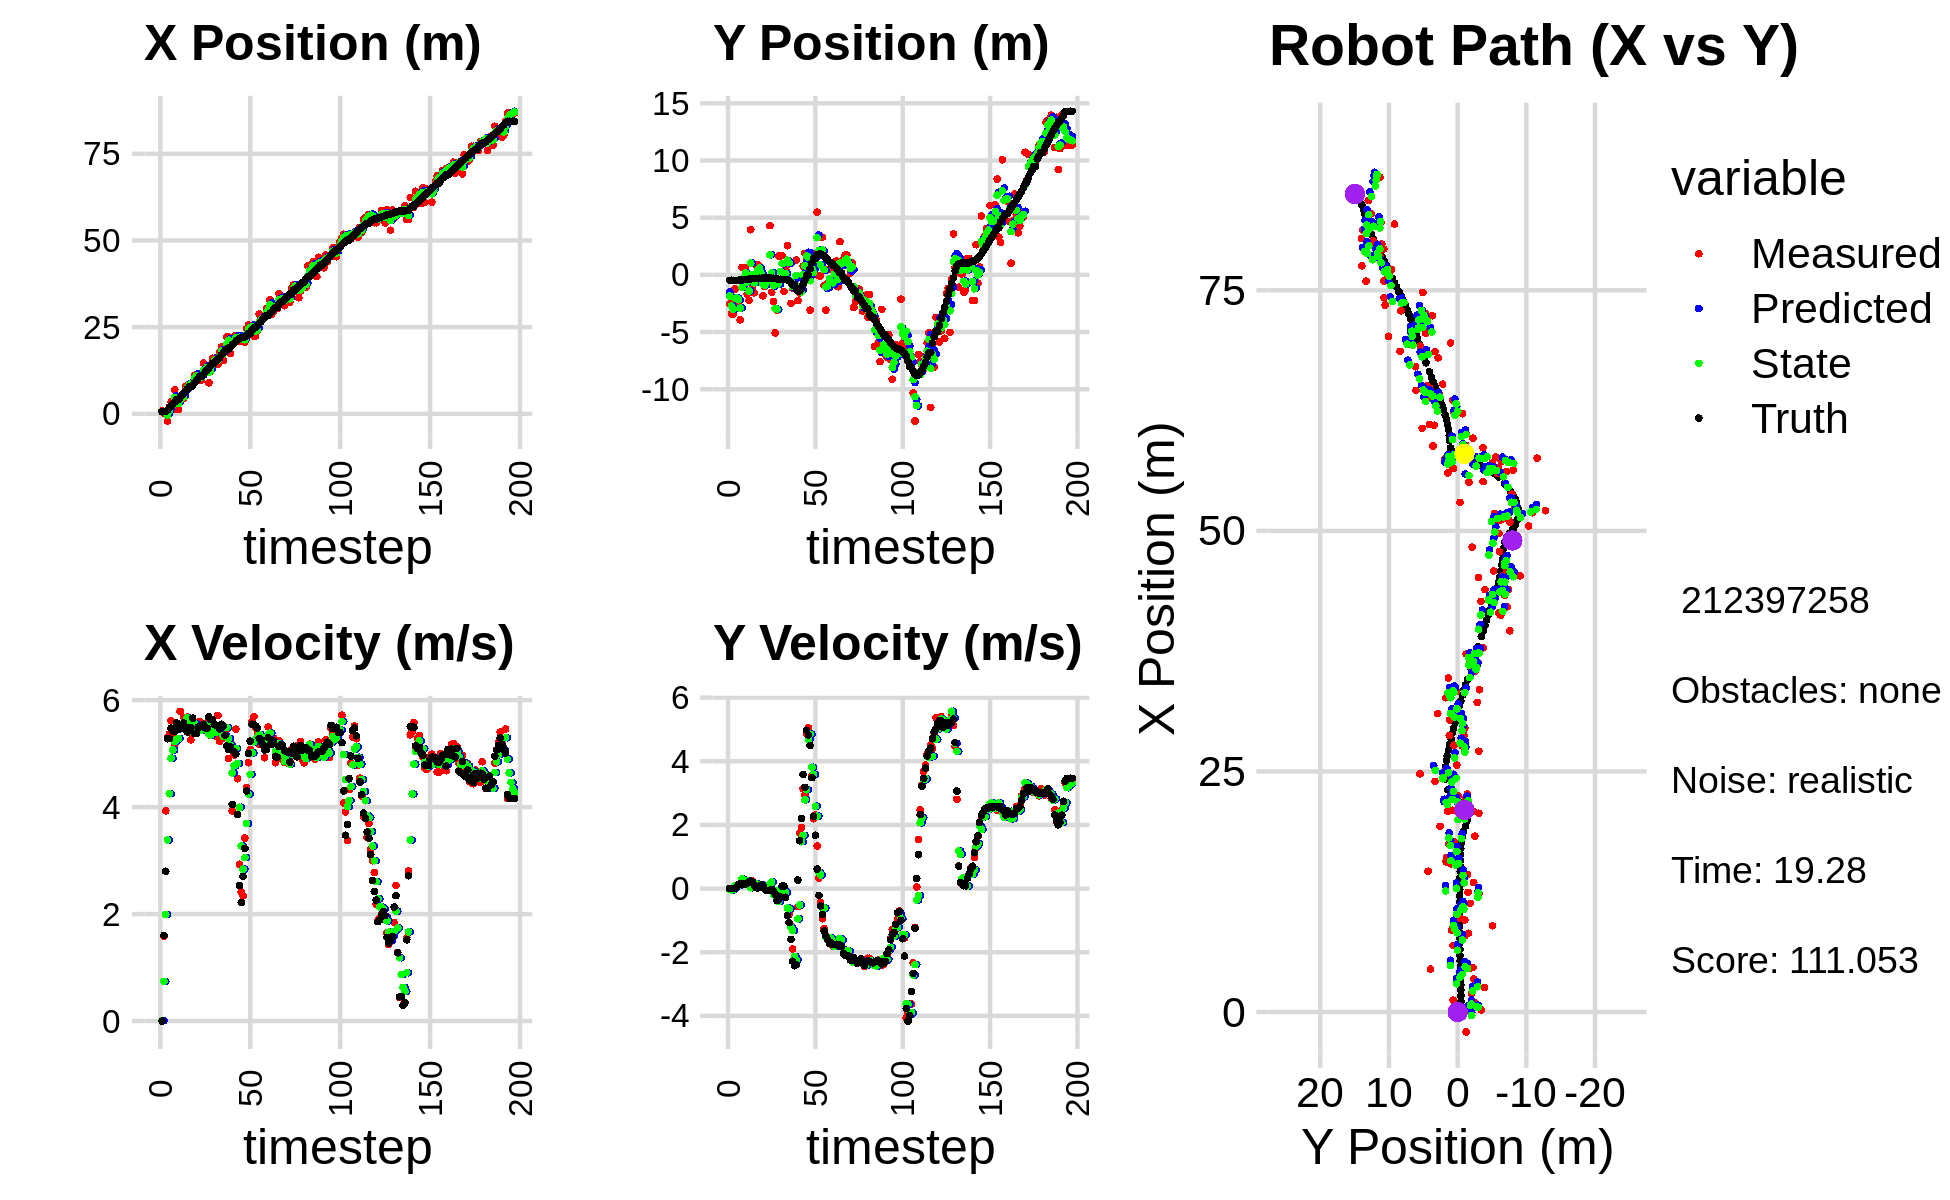 X Position (m)
75
50
25
0
0
50
100
150
200
timestep
Y Position (m)
15
10
5
0
-5
-10
0
50
100
150
200
timestep
X Velocity (m/s)
6
4
2
0
0
50
100
150
200
timestep
Y Velocity (m/s)
6
4
2
0
-2
-4
0
50
100
150
200
timestep
Robot Path (X vs Y)
X Position (m)
75
50
25
0
20 10 0 -10 -20
Y Position (m)
variable
Measured
Predicted
State
Truth
212397258
Obstacles: none
Noise: realistic
Time: 19.28
Score: 111.053